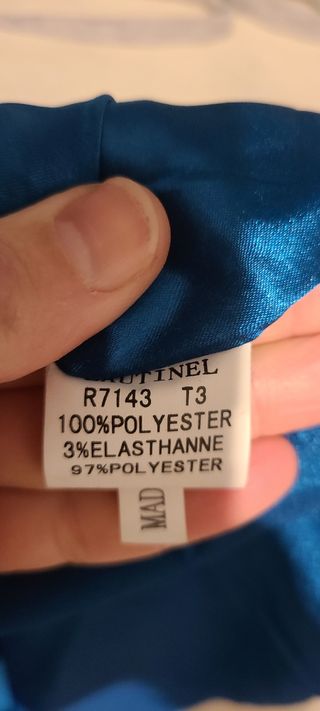 R7143 T3
100%POLYESTER
3%ELASTHANNE
97%POLYESTER
MAD